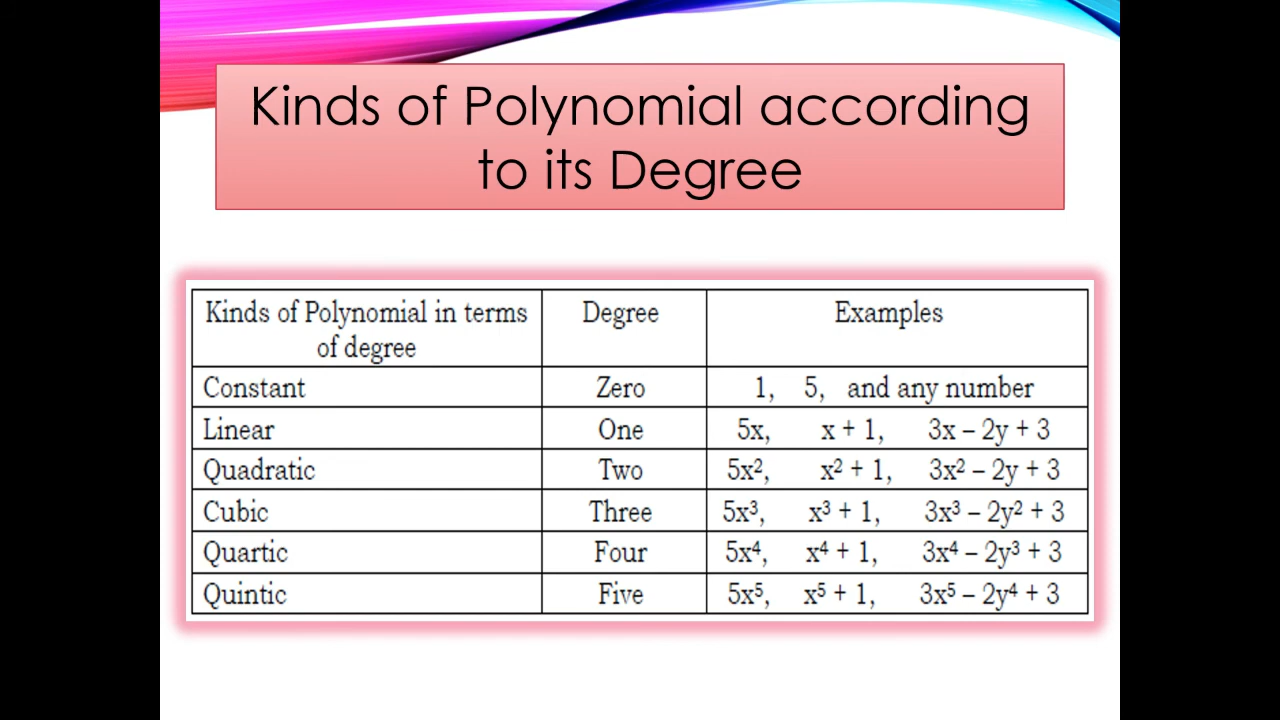 Kinds of Polynomial according
to its Degree
Kinds of Polynomial in terms of degree Degree Examples
Constant Zero 1, 5, and any number
Linear One 5x, x + 1, 3x – 2y + 3
Quadratic Two 5x², x² + 1, 3x² – 2y + 3
Cubic Three 5x³, x³ + 1, 3x³ – 2y² + 3
Quartic Four 5x⁴, x⁴ + 1, 3x⁴ – 2y³ + 3
Quintic Five 5x⁵, x⁵ + 1, 3x⁵ – 2y⁴ + 3